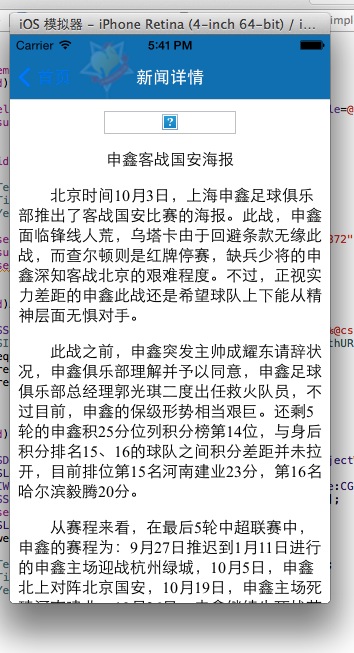 iOS 模拟器 - iPhone Retina (4-inch 64-bit) / i...
Carrier
5:41 PM
新闻详情
申鑫客战国安海报
北京时间10月3日，上海申鑫足球俱乐
部推出了客战国安比赛的海报。此战，申鑫
面临锋线人荒，乌塔卡由于回避条款无缘此
战，而查尔顿则是红牌停赛，缺兵少将的申
鑫深知客战北京的艰难程度。不过，正视实
力差距的申鑫此战还是希望球队上下能从精
神层面无惧对手。
此战之前，申鑫突发主帅成耀东请辞状
况，申鑫俱乐部理解并予以同意，申鑫足球
俱乐部总经理郭光琪二度出任救火队员，不
过目前，申鑫的保级形势相当艰巨。还剩5
轮的申鑫积25分位列积分榜第14位，与身后
积分排名15、16的球队之间积分差距并未拉
开，目前排位第15名河南建业23分，第16名
哈尔滨毅腾20分。
从赛程来看，在最后5轮中超联赛中，
申鑫的赛程为：9月27日推迟到1月11日进行
的申鑫主场迎战杭州绿城，10月5日，申鑫
北上对阵北京国安，10月19日，申鑫主场死